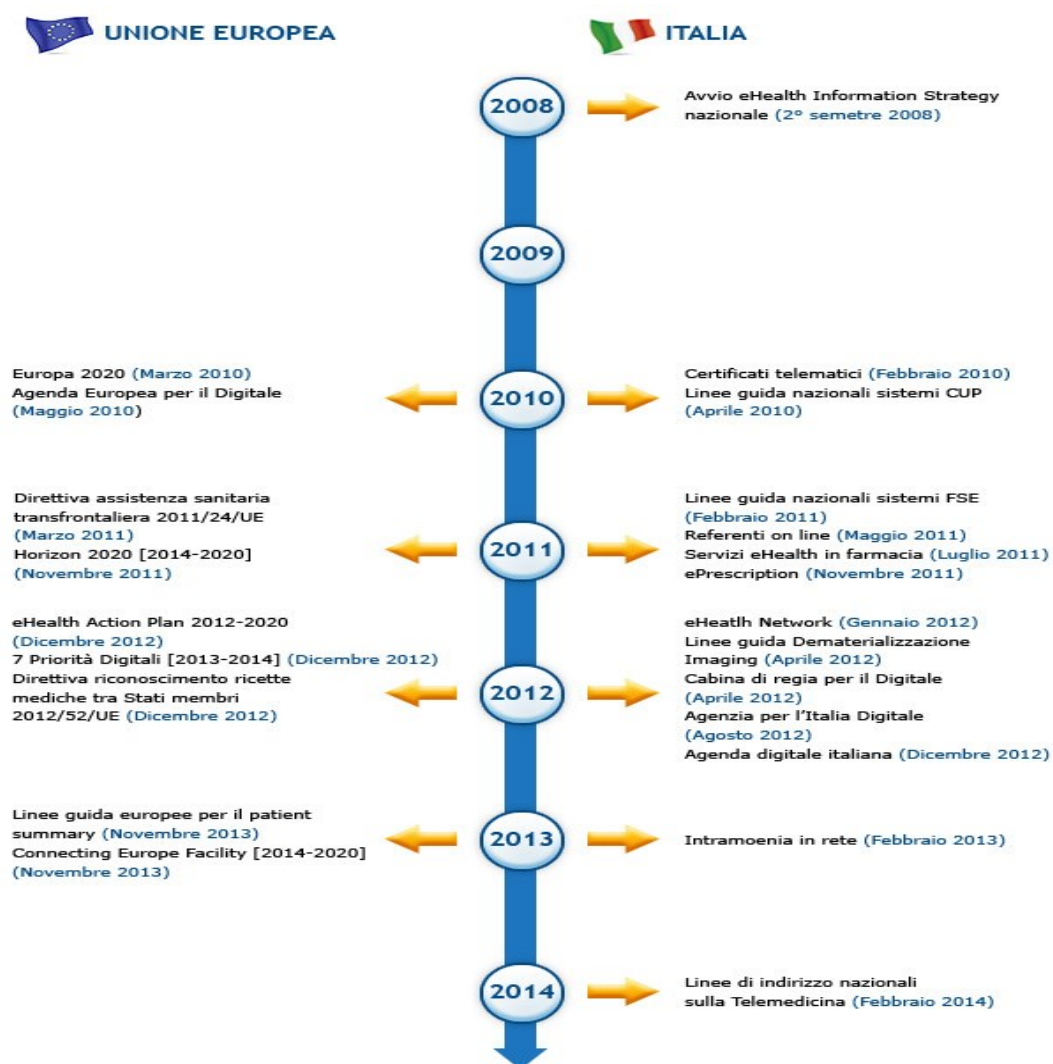 UNIONE EUROPEA
ITALIA
2008
Avvio eHealth Information Strategy
nazionale (2° semetre 2008)
2009
Europa 2020 (Marzo 2010)
Agenda Europea per il Digitale
(Maggio 2010)
2010
Certificati telematici (Febbraio 2010)
Linee guida nazionali sistemi CUP
(Aprile 2010)
Direttiva assistenza sanitaria
transfrontaliera 2011/24/UE
(Marzo 2011)
Horizon 2020 [2014-2020]
(Novembre 2011)
2011
Linee guida nazionali sistemi FSE
(Febbraio 2011)
Referenti on line (Maggio 2011)
Servizi eHealth in farmacia (Luglio 2011)
ePrescription (Novembre 2011)
eHealth Action Plan 2012-2020
(Dicembre 2012)
7 Priorità Digitali [2013-2014] (Dicembre 2012)
Direttiva riconoscimento ricette
mediche tra Stati membri
2012/52/UE (Dicembre 2012)
2012
eHeatlh Network (Gennaio 2012)
Linee guida Dematerializzazione
Imaging (Aprile 2012)
Cabina di regia per il Digitale
(Aprile 2012)
Agenzia per l'Italia Digitale
(Agosto 2012)
Agenda digitale italiana (Dicembre 2012)
Linee guida europee per il patient
summary (Novembre 2013)
Connecting Europe Facility [2014-2020]
(Novembre 2013)
2013
Intramoenia in rete (Febbraio 2013)
2014
Linee di indirizzo nazionali
sulla Telemedicina (Febbraio 2014)